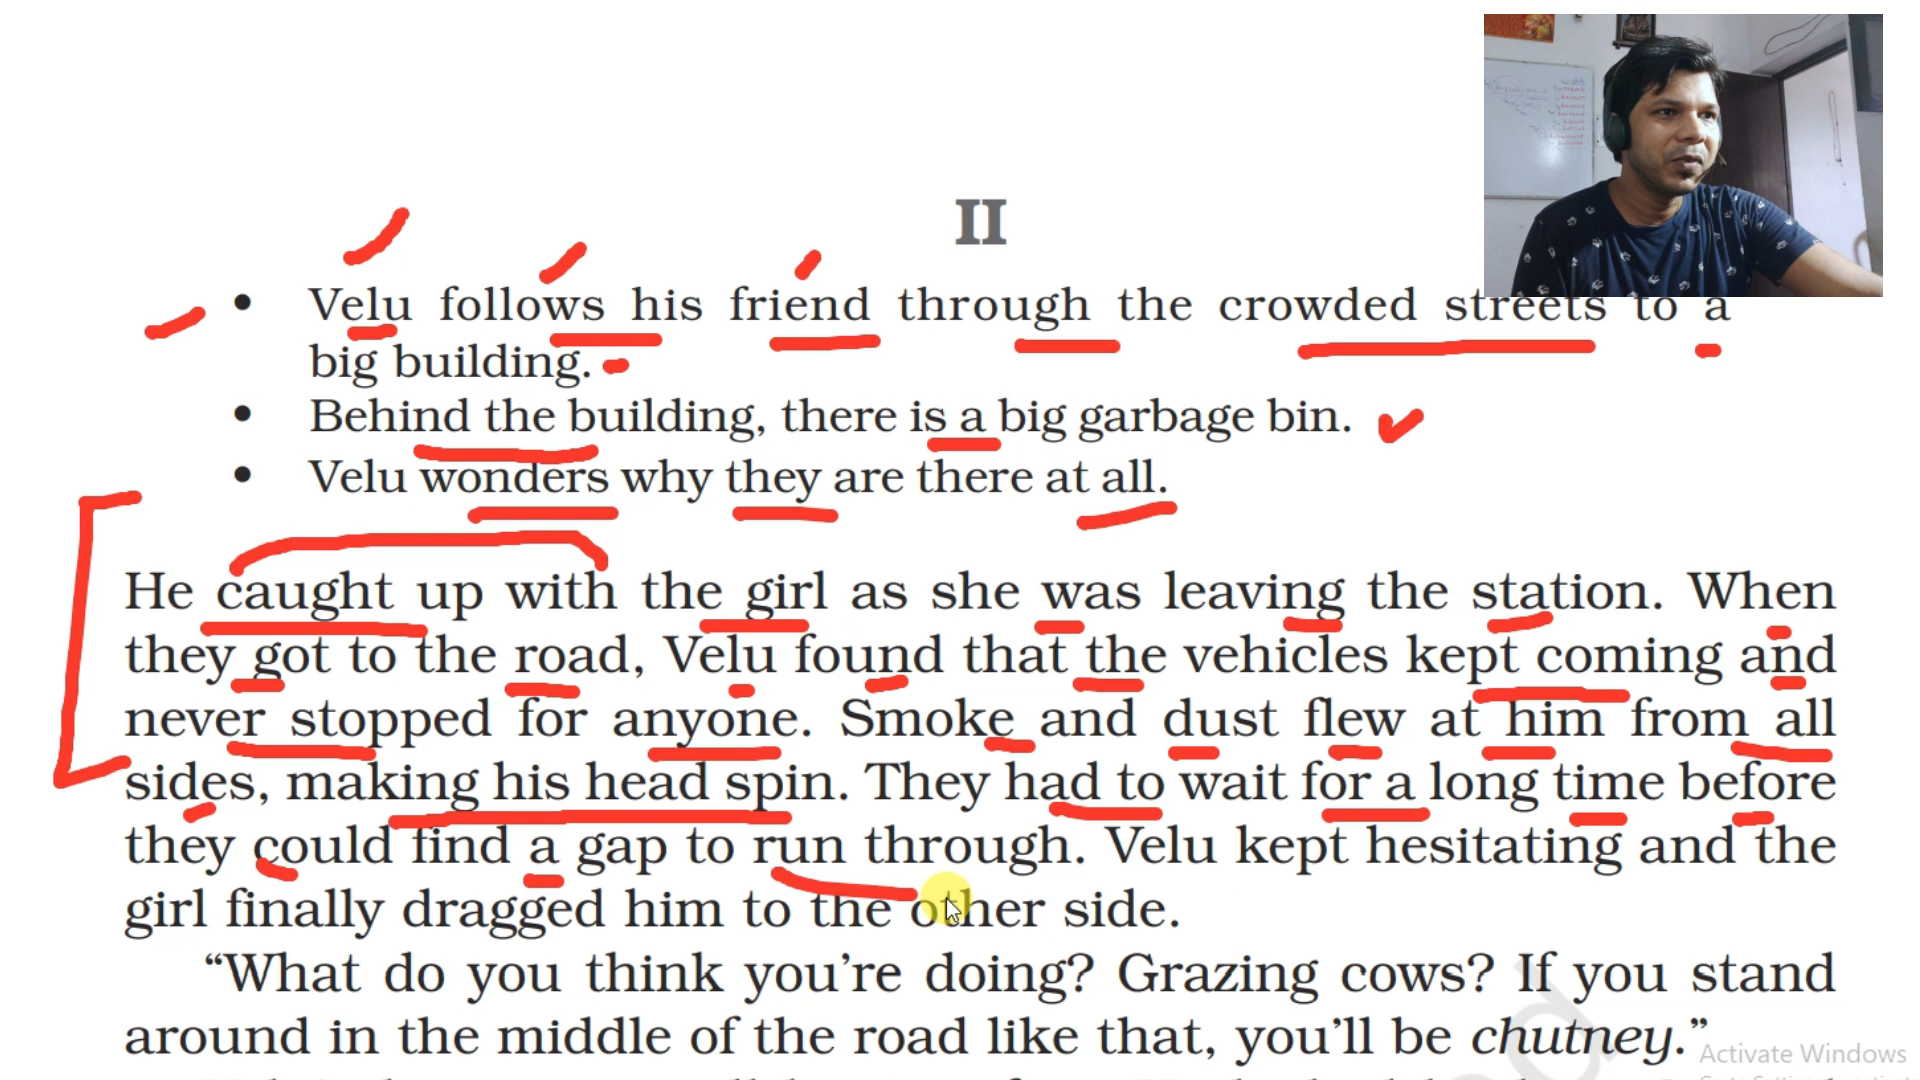 II
• Velu follows his friend through the crowded streets to a
big building.
• Behind the building, there is a big garbage bin.
• Velu wonders why they are there at all.
He caught up with the girl as she was leaving the station. When
they got to the road, Velu found that the vehicles kept coming and
never stopped for anyone. Smoke and dust flew at him from all
sides, making his head spin. They had to wait for a long time before
they could find a gap to run through. Velu kept hesitating and the
girl finally dragged him to the other side.
“What do you think you’re doing? Grazing cows? If you stand
around in the middle of the road like that, you’ll be chutney.”
Activate Windows